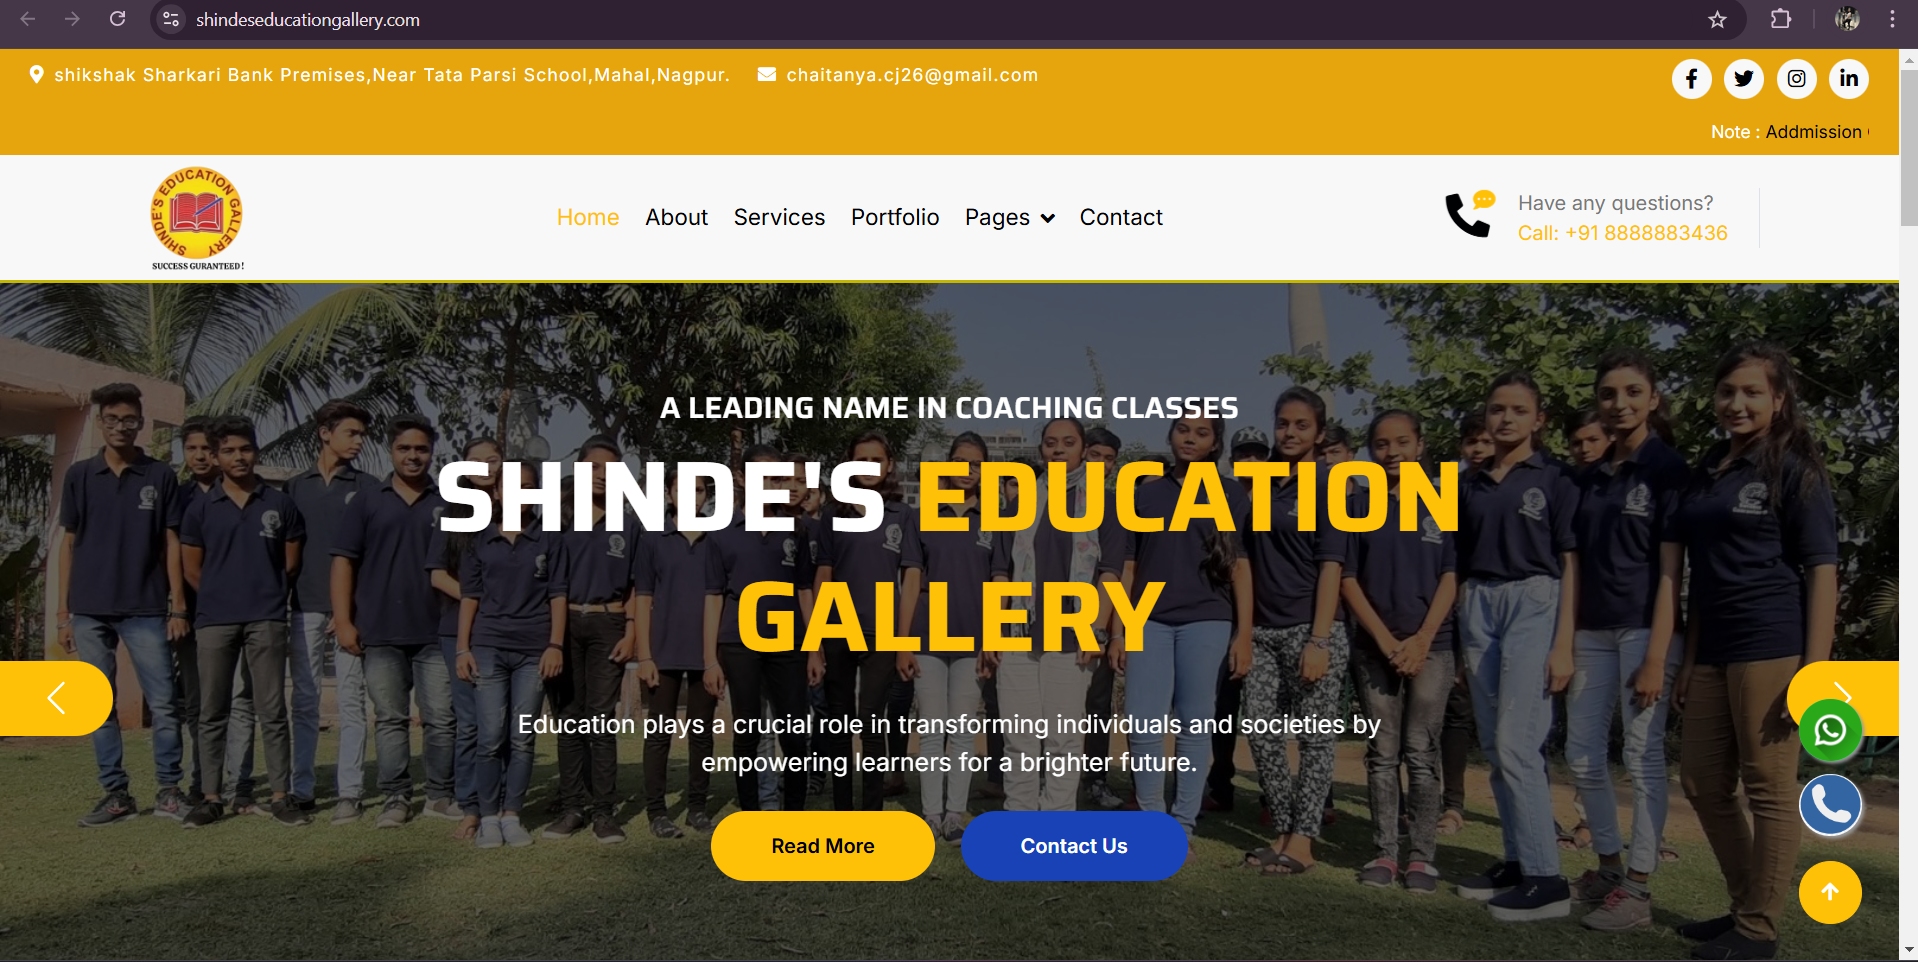 shindeseducationgallery.com
shikshak Sharkari Bank Premises,Near Tata Parsi School,Mahal,Nagpur.
chaitanya.cj26@gmail.com
Note : Addmission
SHINDE'S EDUCATION GALLERY
SUCCESS GURANTEED!
Home About Services Portfolio Pages Contact
Have any questions?
Call: +91 8888883436
A LEADING NAME IN COACHING CLASSES
SHINDE'S EDUCATION
GALLERY
Education plays a crucial role in transforming individuals and societies by
empowering learners for a brighter future.
Read More
Contact Us